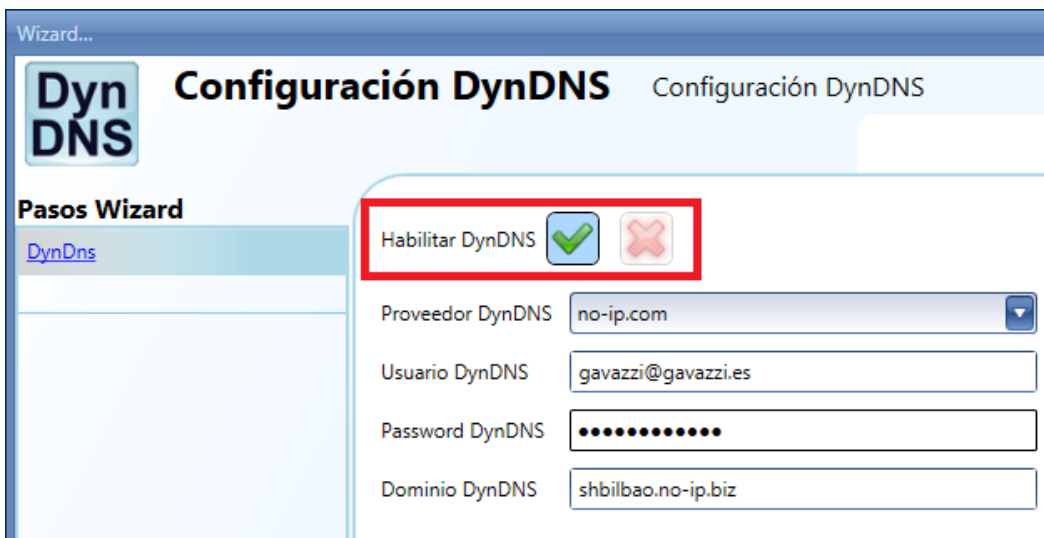 Wizard...
Dyn
DNS
Configuración DynDNS
Configuración DynDNS
Pasos Wizard
DynDns
Habilitar DynDNS
Proveedor DynDNS
no-ip.com
Usuario DynDNS
gavazzi@gavazzi.es
Password DynDNS
••••••••••••
Dominio DynDNS
shbilbao.no-ip.biz